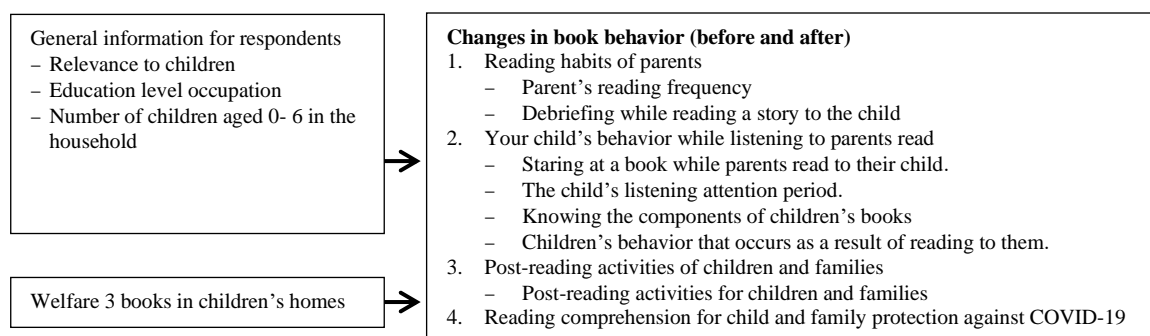 General information for respondents
– Relevance to children
– Education level occupation
– Number of children aged 0- 6 in the
household
Welfare 3 books in children’s homes
Changes in book behavior (before and after)
1. Reading habits of parents
– Parent’s reading frequency
– Debriefing while reading a story to the child
2. Your child’s behavior while listening to parents read
– Staring at a book while parents read to their child.
– The child’s listening attention period.
– Knowing the components of children’s books
– Children’s behavior that occurs as a result of reading to them.
3. Post-reading activities of children and families
– Post-reading activities for children and families
4. Reading comprehension for child and family protection against COVID-19